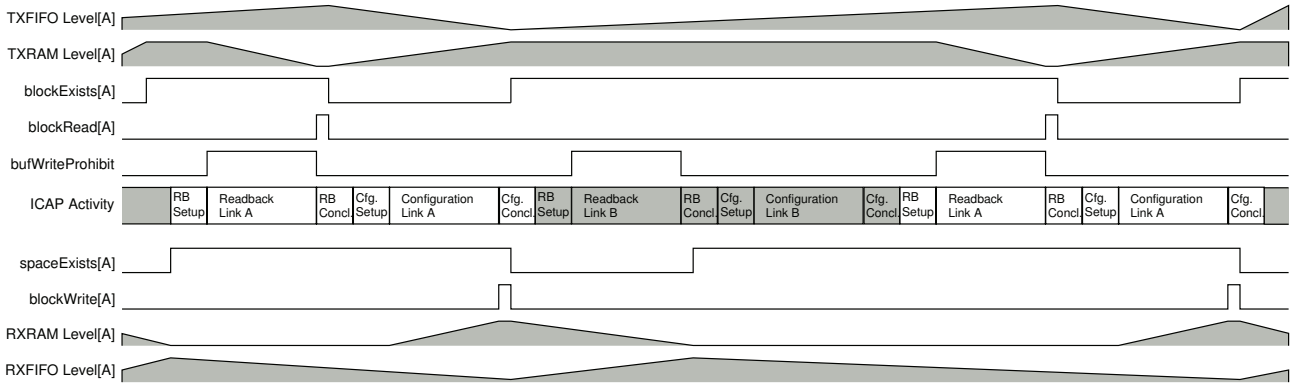 TXFIFO Level[A]
TXRAM Level[A]
blockExists[A]
blockRead[A]
bufWriteProhibit
ICAP Activity
RB Setup
Readback Link A
RB Concl.
Cfg. Setup
Configuration Link A
Cfg. Concl.
RB Setup
Readback Link B
RB Concl.
Cfg. Setup
Configuration Link B
Cfg. Concl.
RB Setup
Readback Link A
RB Concl.
Cfg. Setup
Configuration Link A
Cfg. Concl.
spaceExists[A]
blockWrite[A]
RXRAM Level[A]
RXFIFO Level[A]